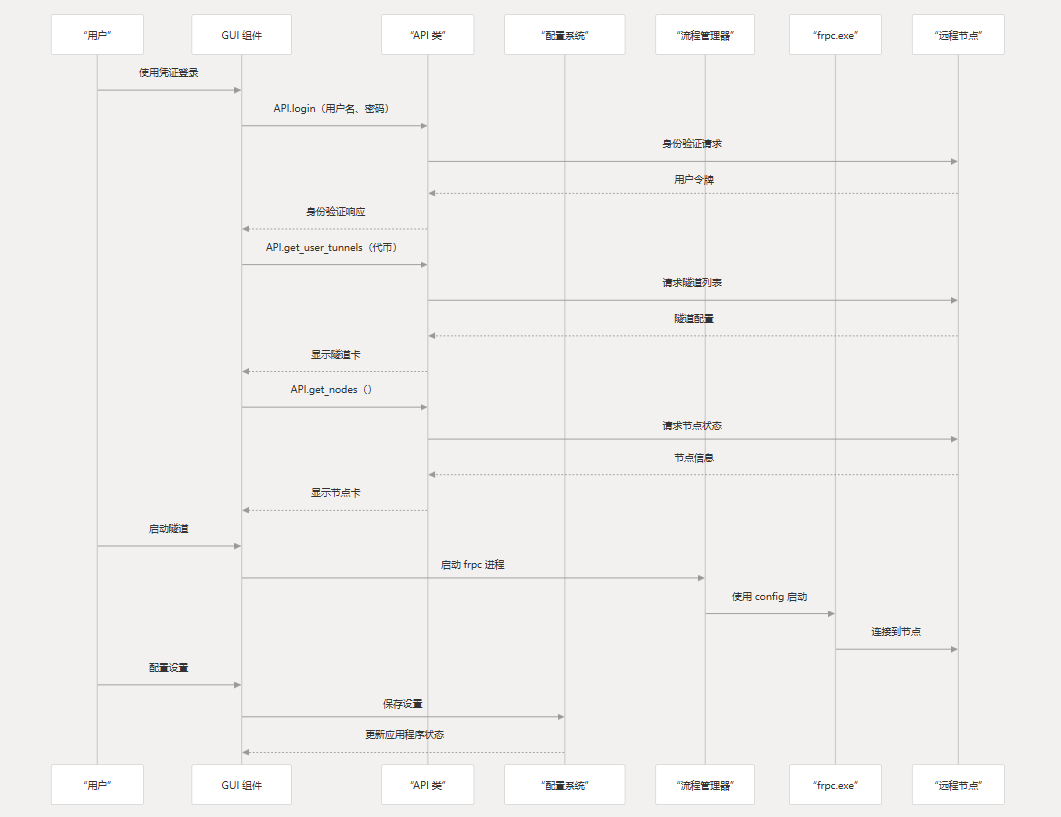 “用户”
GUI 组件
“API 类”
“配置系统”
“流程管理器”
“frpc.exe”
“远程节点”
使用凭证登录
API.login（用户名、密码）
身份验证请求
用户令牌
身份验证响应
API.get_user_tunnels（代币）
请求隧道列表
隧道配置
显示隧道卡
API.get_nodes（）
请求节点状态
节点信息
显示节点卡
启动隧道
启动 frpc 进程
使用 config 启动
连接到节点
配置设置
保存设置
更新应用程序状态
“用户”
GUI 组件
“API 类”
“配置系统”
“流程管理器”
“frpc.exe”
“远程节点”